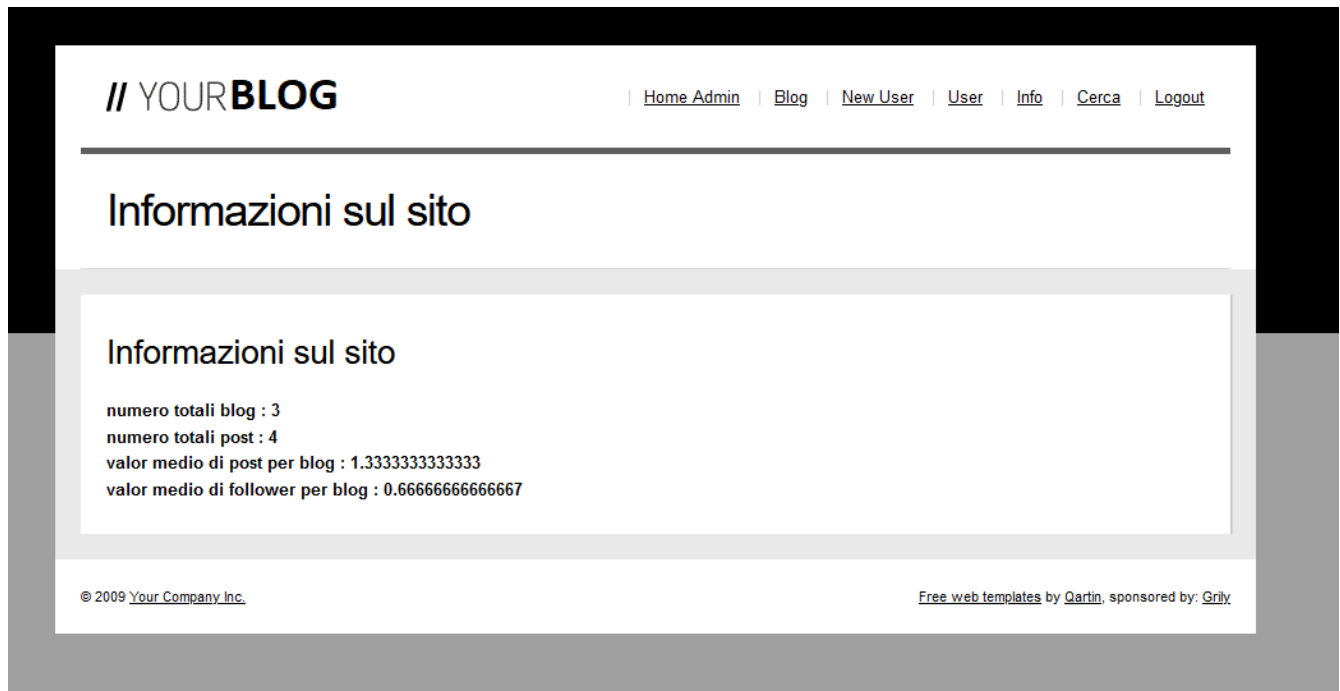 // YOURBLOG
| Home Admin | Blog | New User | User | Info | Cerca | Logout
Informazioni sul sito
Informazioni sul sito
numero totali blog : 3
numero totali post : 4
valor medio di post per blog : 1.3333333333333
valor medio di follower per blog : 0.66666666666667
© 2009 Your Company Inc.
Free web templates by Qartin, sponsored by: Grily